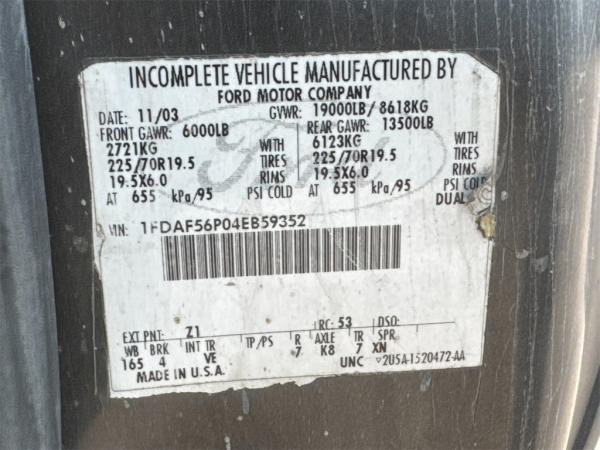 INCOMPLETE VEHICLE MANUFACTURED BY
FORD MOTOR COMPANY
DATE: 11/03 GVWR: 19000LB/ 8618KG
FRONT GAWR: 6000LB REAR GAWR: 13500LB
2721KG WITH 6123KG WITH
225/70R19.5 TIRES 225/70R19.5 TIRES
19.5X6.0 RIMS 19.5X6.0 RIMS
AT 655 kPa/95 PSI COLD AT 655 kPa/95 PSI COLD
DUAL
VIN: 1FDAF56P04EB59352
Ford
EXT PNT: Z1 RC: 53 DSO:
WB BRK INT TR TP/PS R AXLE TR SPR
165 4 VE 7 K8 7 XN
MADE IN U.S.A. UNC 2U5A-1520472-AA